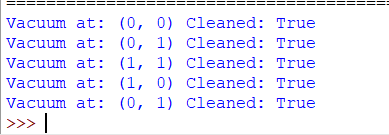 ==========================================
Vacuum at: (0, 0) Cleaned: True
Vacuum at: (0, 1) Cleaned: True
Vacuum at: (1, 1) Cleaned: True
Vacuum at: (1, 0) Cleaned: True
Vacuum at: (0, 1) Cleaned: True
>>>